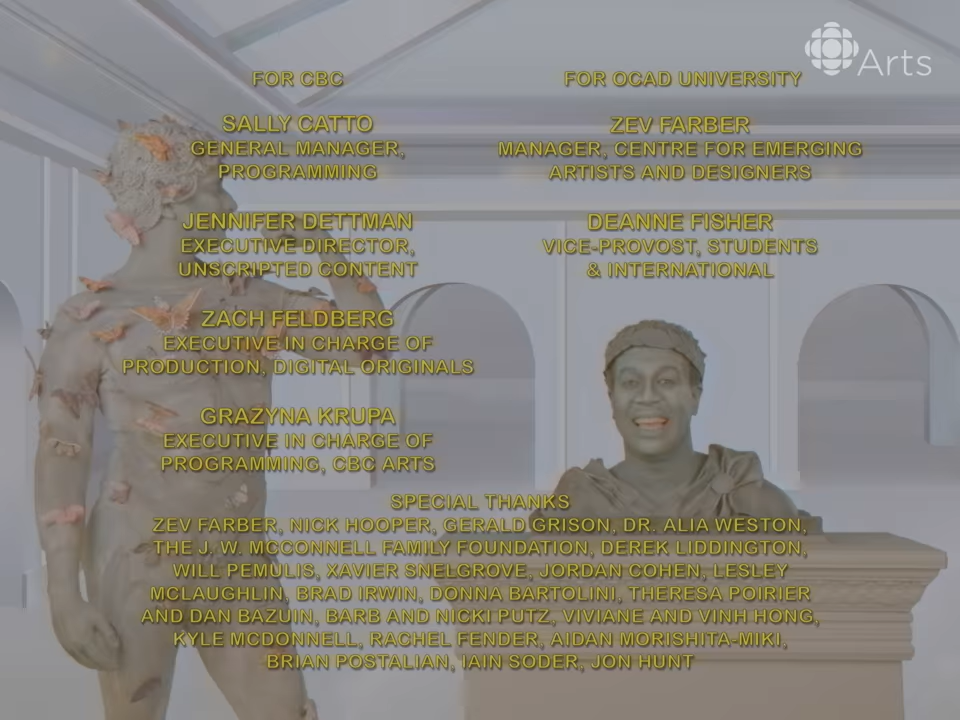 Arts
FOR CBC
SALLY CATTO
GENERAL MANAGER,
PROGRAMMING
JENNIFER DETTMAN
EXECUTIVE DIRECTOR,
UNSCRIPTED CONTENT
ZACH FELDBERG
EXECUTIVE IN CHARGE OF
PRODUCTION, DIGITAL ORIGINALS
GRAZYNA KRUPA
EXECUTIVE IN CHARGE OF
PROGRAMMING, CBC ARTS
FOR OCAD UNIVERSITY
ZEV FARBER
MANAGER, CENTRE FOR EMERGING
ARTISTS AND DESIGNERS
DEANNE FISHER
VICE-PROVOST, STUDENTS
& INTERNATIONAL
SPECIAL THANKS
ZEV FARBER, NICK HOOPER, GERALD GRISON, DR. ALIA WESTON,
THE J. W. MCCONNELL FAMILY FOUNDATION, DEREK LIDDINGTON,
WILL PEMULIS, XAVIER SNELGROVE, JORDAN COHEN, LESLEY
MCLAUGHLIN, BRAD IRWIN, DONNA BARTOLINI, THERESA POIRIER
AND DAN BAZUIN, BARB AND NICKI PUTZ, VIVIANE AND VINH HONG,
KYLE MCDONNELL, RACHEL FENDER, AIDAN MORISHITA-MIKI,
BRIAN POSTALIAN, IAIN SODER, JON HUNT